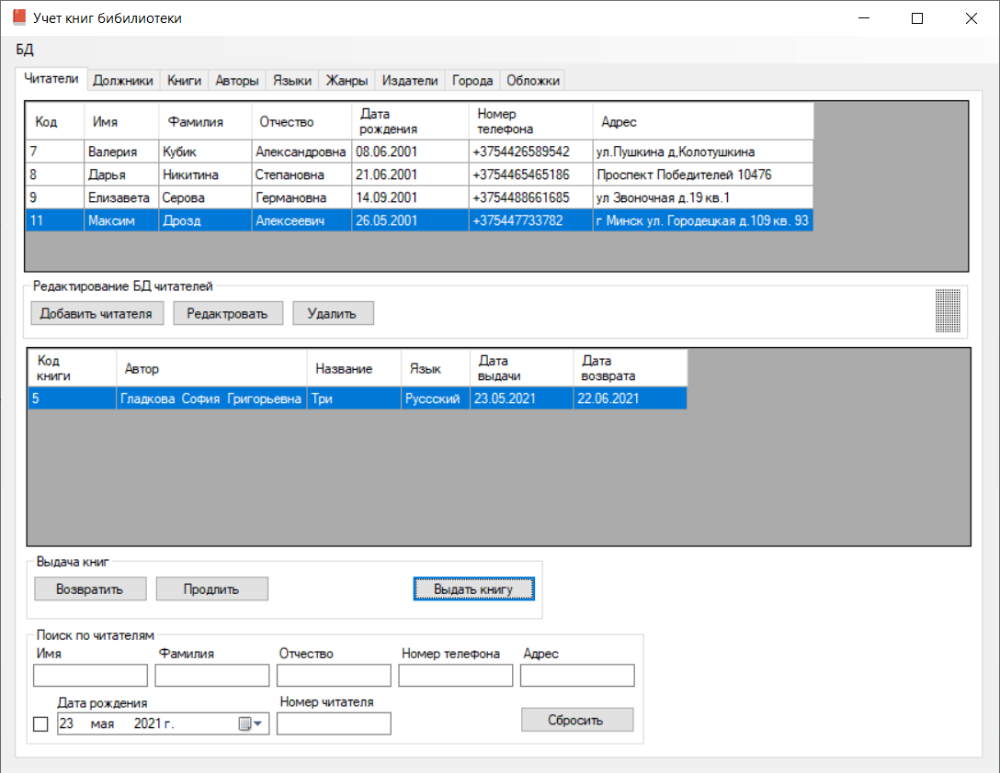 Учет книг бибилиотеки
БД
Читатели Должники Книги Авторы Языки Жанры Издатели Города Обложки
Код Имя Фамилия Отчество Дата рождения Номер телефона Адрес
7 Валерия Кубик Александровна 08.06.2001 +3754426589542 ул.Пушкина д,Колотушкина
8 Дарья Никитина Степановна 21.06.2001 +3754465465186 Проспект Победителей 10476
9 Елизавета Серова Германовна 14.09.2001 +3754488661685 ул Звоночная д.19 кв.1
11 Максим Дрозд Алексеевич 26.05.2001 +375447733782 г Минск ул. Городецкая д.109 кв. 93
Редактирование БД читателей
Добавить читателя Редактровать Удалить
Код книги Автор Название Язык Дата выдачи Дата возврата
5 Гладкова София Григорьевна Три Руссский 23.05.2021 22.06.2021
Выдача книг
Возвратить Продлить Выдать книгу
Поиск по читателям
Имя Фамилия Отчество Номер телефона Адрес
Дата рождения Номер читателя
23 мая 2021 г. Сбросить